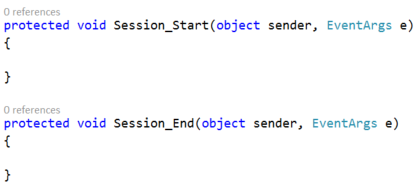 0 references
protected void Session_Start(object sender, EventArgs e)
{
}
0 references
protected void Session_End(object sender, EventArgs e)
{
}